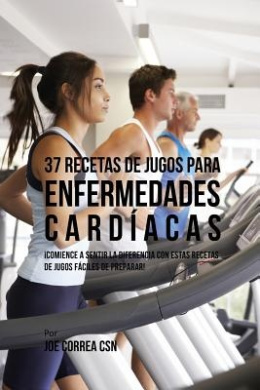 37 RECETAS DE JUGOS PARA
ENFERMEDADES
CARDÍACAS
¡COMIENCE A SENTIR LA DIFERENCIA CON ESTAS RECETAS
DE JUGOS FÁCILES DE PREPARAR!
Por
JOE CORREA CSN